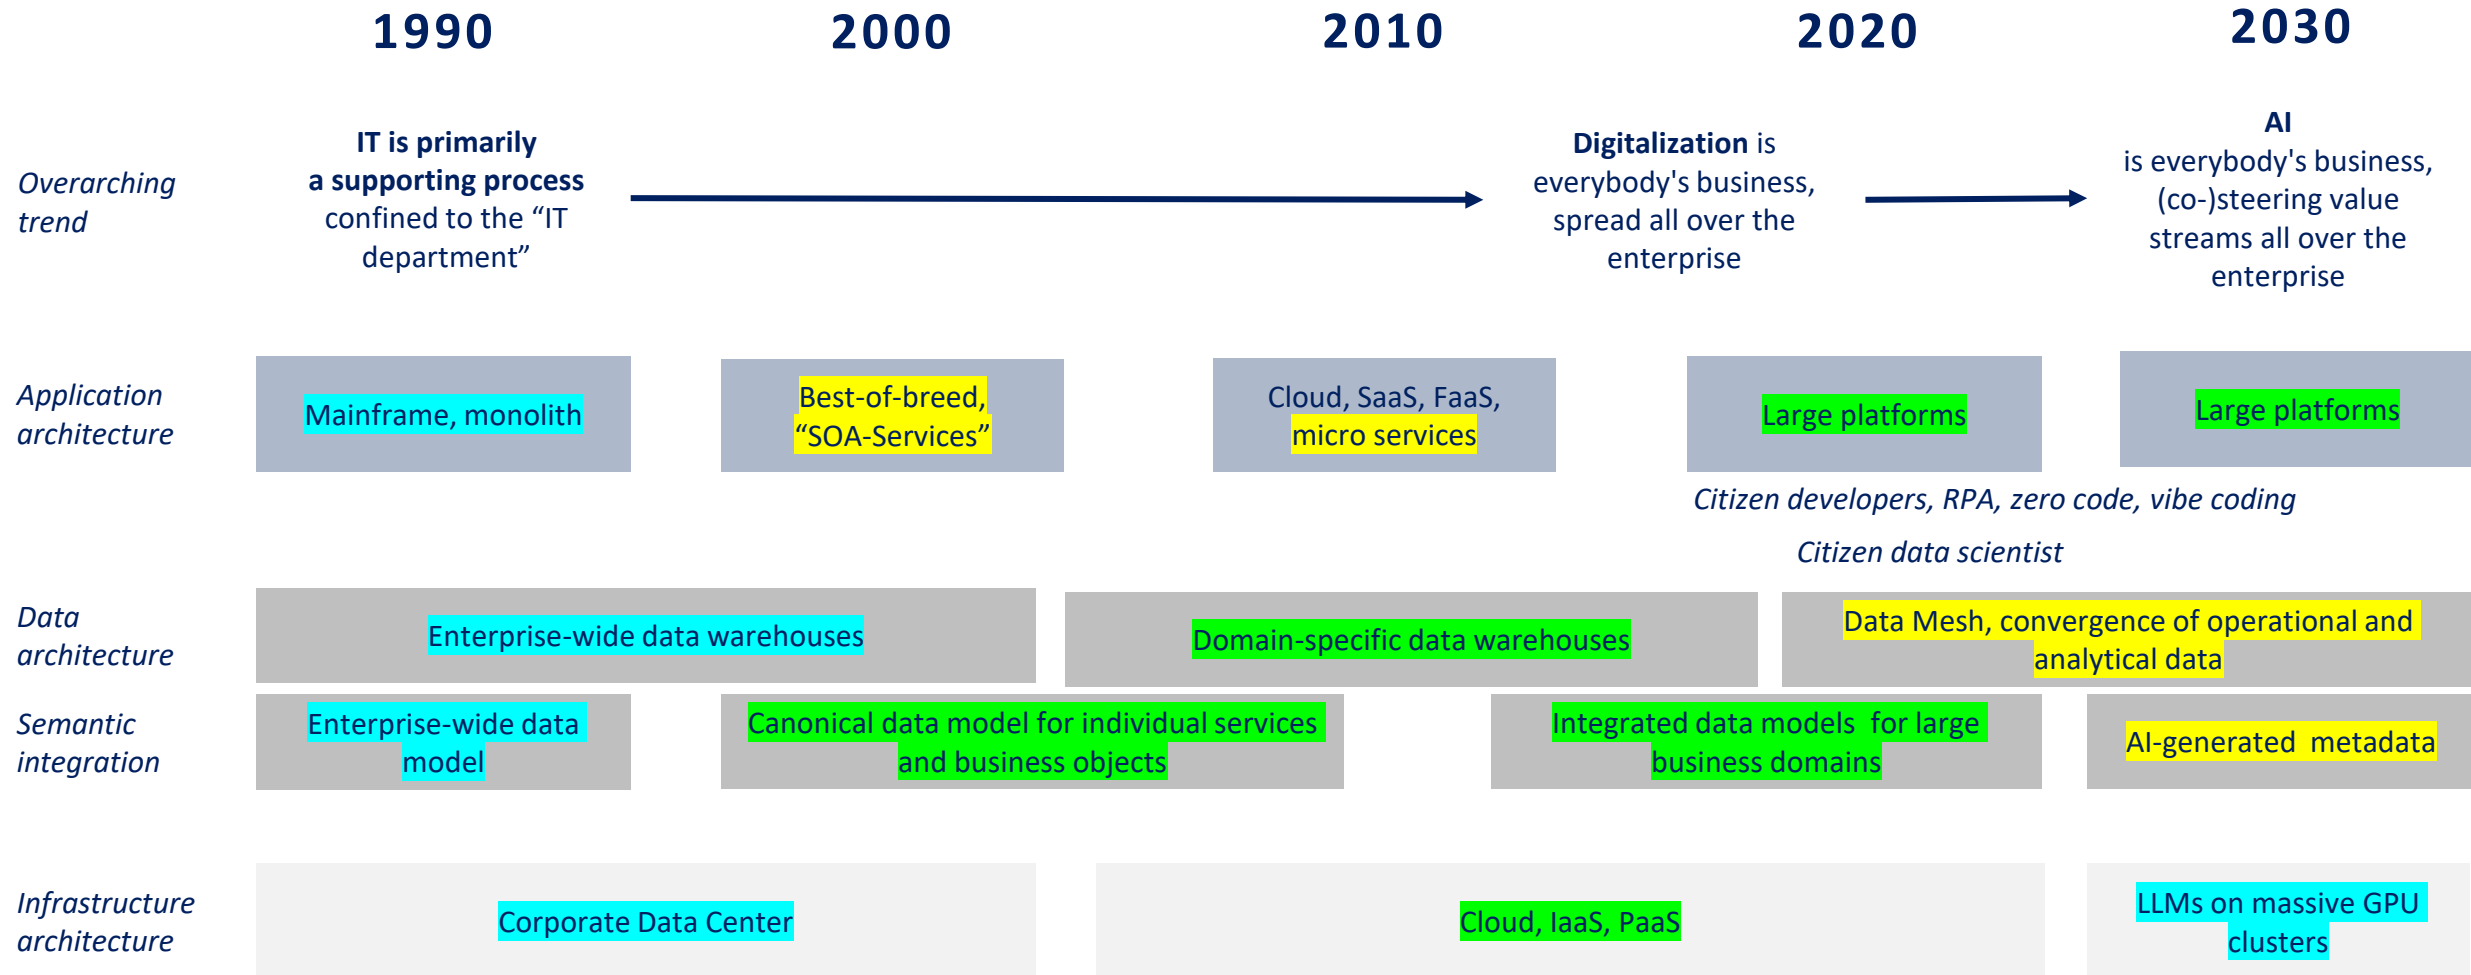 1990
2000
2010
2020
2030
Overarching
trend
IT is primarily
a supporting process
confined to the “IT
department”
Digitalization is
everybody's business,
spread all over the
enterprise
AI
is everybody's business,
(co-)steering value
streams all over the
enterprise
Application
architecture
Mainframe, monolith
Best-of-breed,
“SOA-Services”
Cloud, SaaS, FaaS,
micro services
Large platforms
Large platforms
Citizen developers, RPA, zero code, vibe coding
Citizen data scientist
Data
architecture
Enterprise-wide data warehouses
Domain-specific data warehouses
Data Mesh, convergence of operational and
analytical data
Semantic
integration
Enterprise-wide data
model
Canonical data model for individual services
and business objects
Integrated data models  for large
business domains
AI-generated  metadata
Infrastructure
architecture
Corporate Data Center
Cloud, IaaS, PaaS
LLMs on massive GPU
clusters